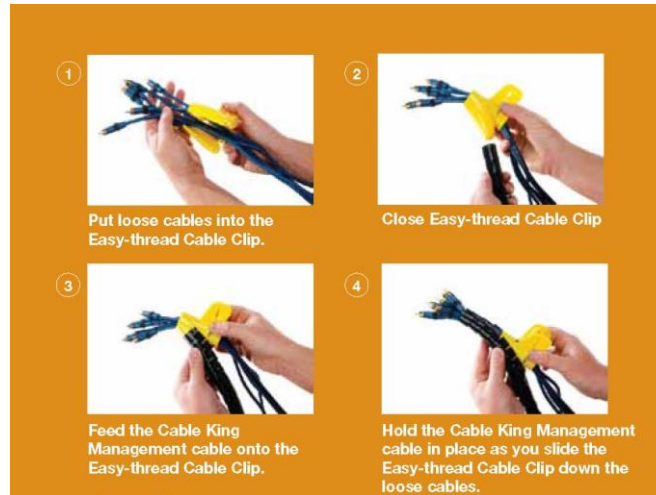 1
Put loose cables into the
Easy-thread Cable Clip.
2
Close Easy-thread Cable Clip
3
Feed the Cable King
Management cable onto the
Easy-thread Cable Clip.
4
Hold the Cable King Management
cable in place as you slide the
Easy-thread Cable Clip down the
loose cables.